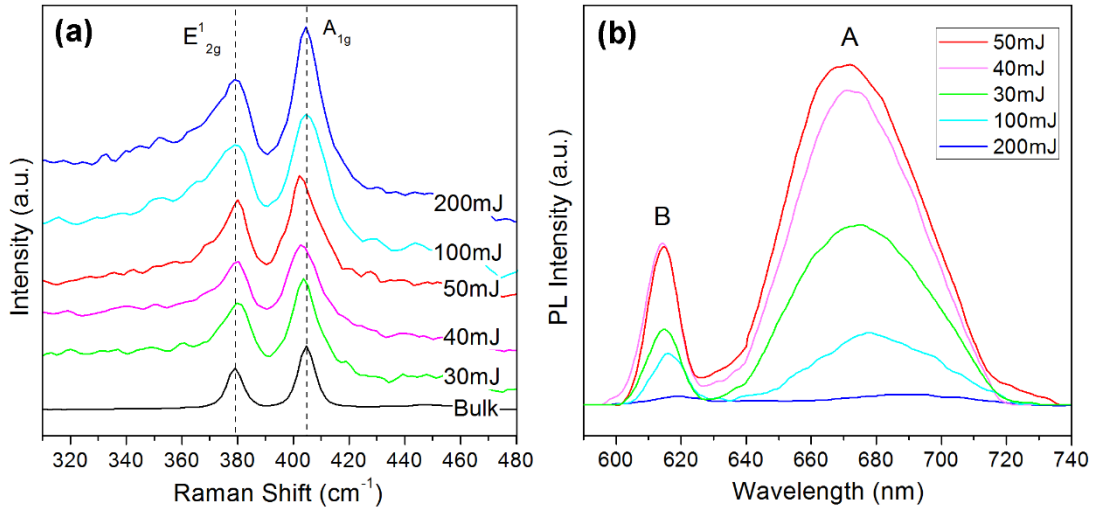 (a)
E¹₂g
A₁g
Intensity (a.u.)
200mJ
100mJ
50mJ
40mJ
30mJ
Bulk
320 340 360 380 400 420 440 460 480
Raman Shift (cm⁻¹)
(b)
A
B
50mJ
40mJ
30mJ
100mJ
200mJ
PL Intensity (a.u.)
600 620 640 660 680 700 720 740
Wavelength (nm)